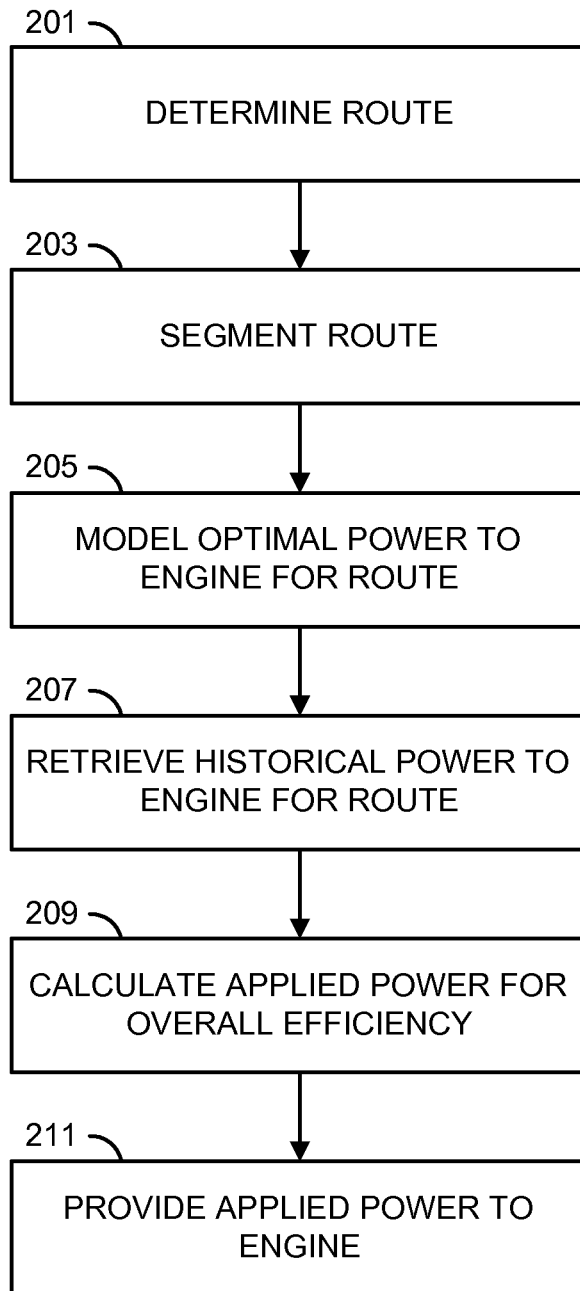 201
DETERMINE ROUTE
203
SEGMENT ROUTE
205
MODEL OPTIMAL POWER TO
ENGINE FOR ROUTE
207
RETRIEVE HISTORICAL POWER TO
ENGINE FOR ROUTE
209
CALCULATE APPLIED POWER FOR
OVERALL EFFICIENCY
211
PROVIDE APPLIED POWER TO
ENGINE